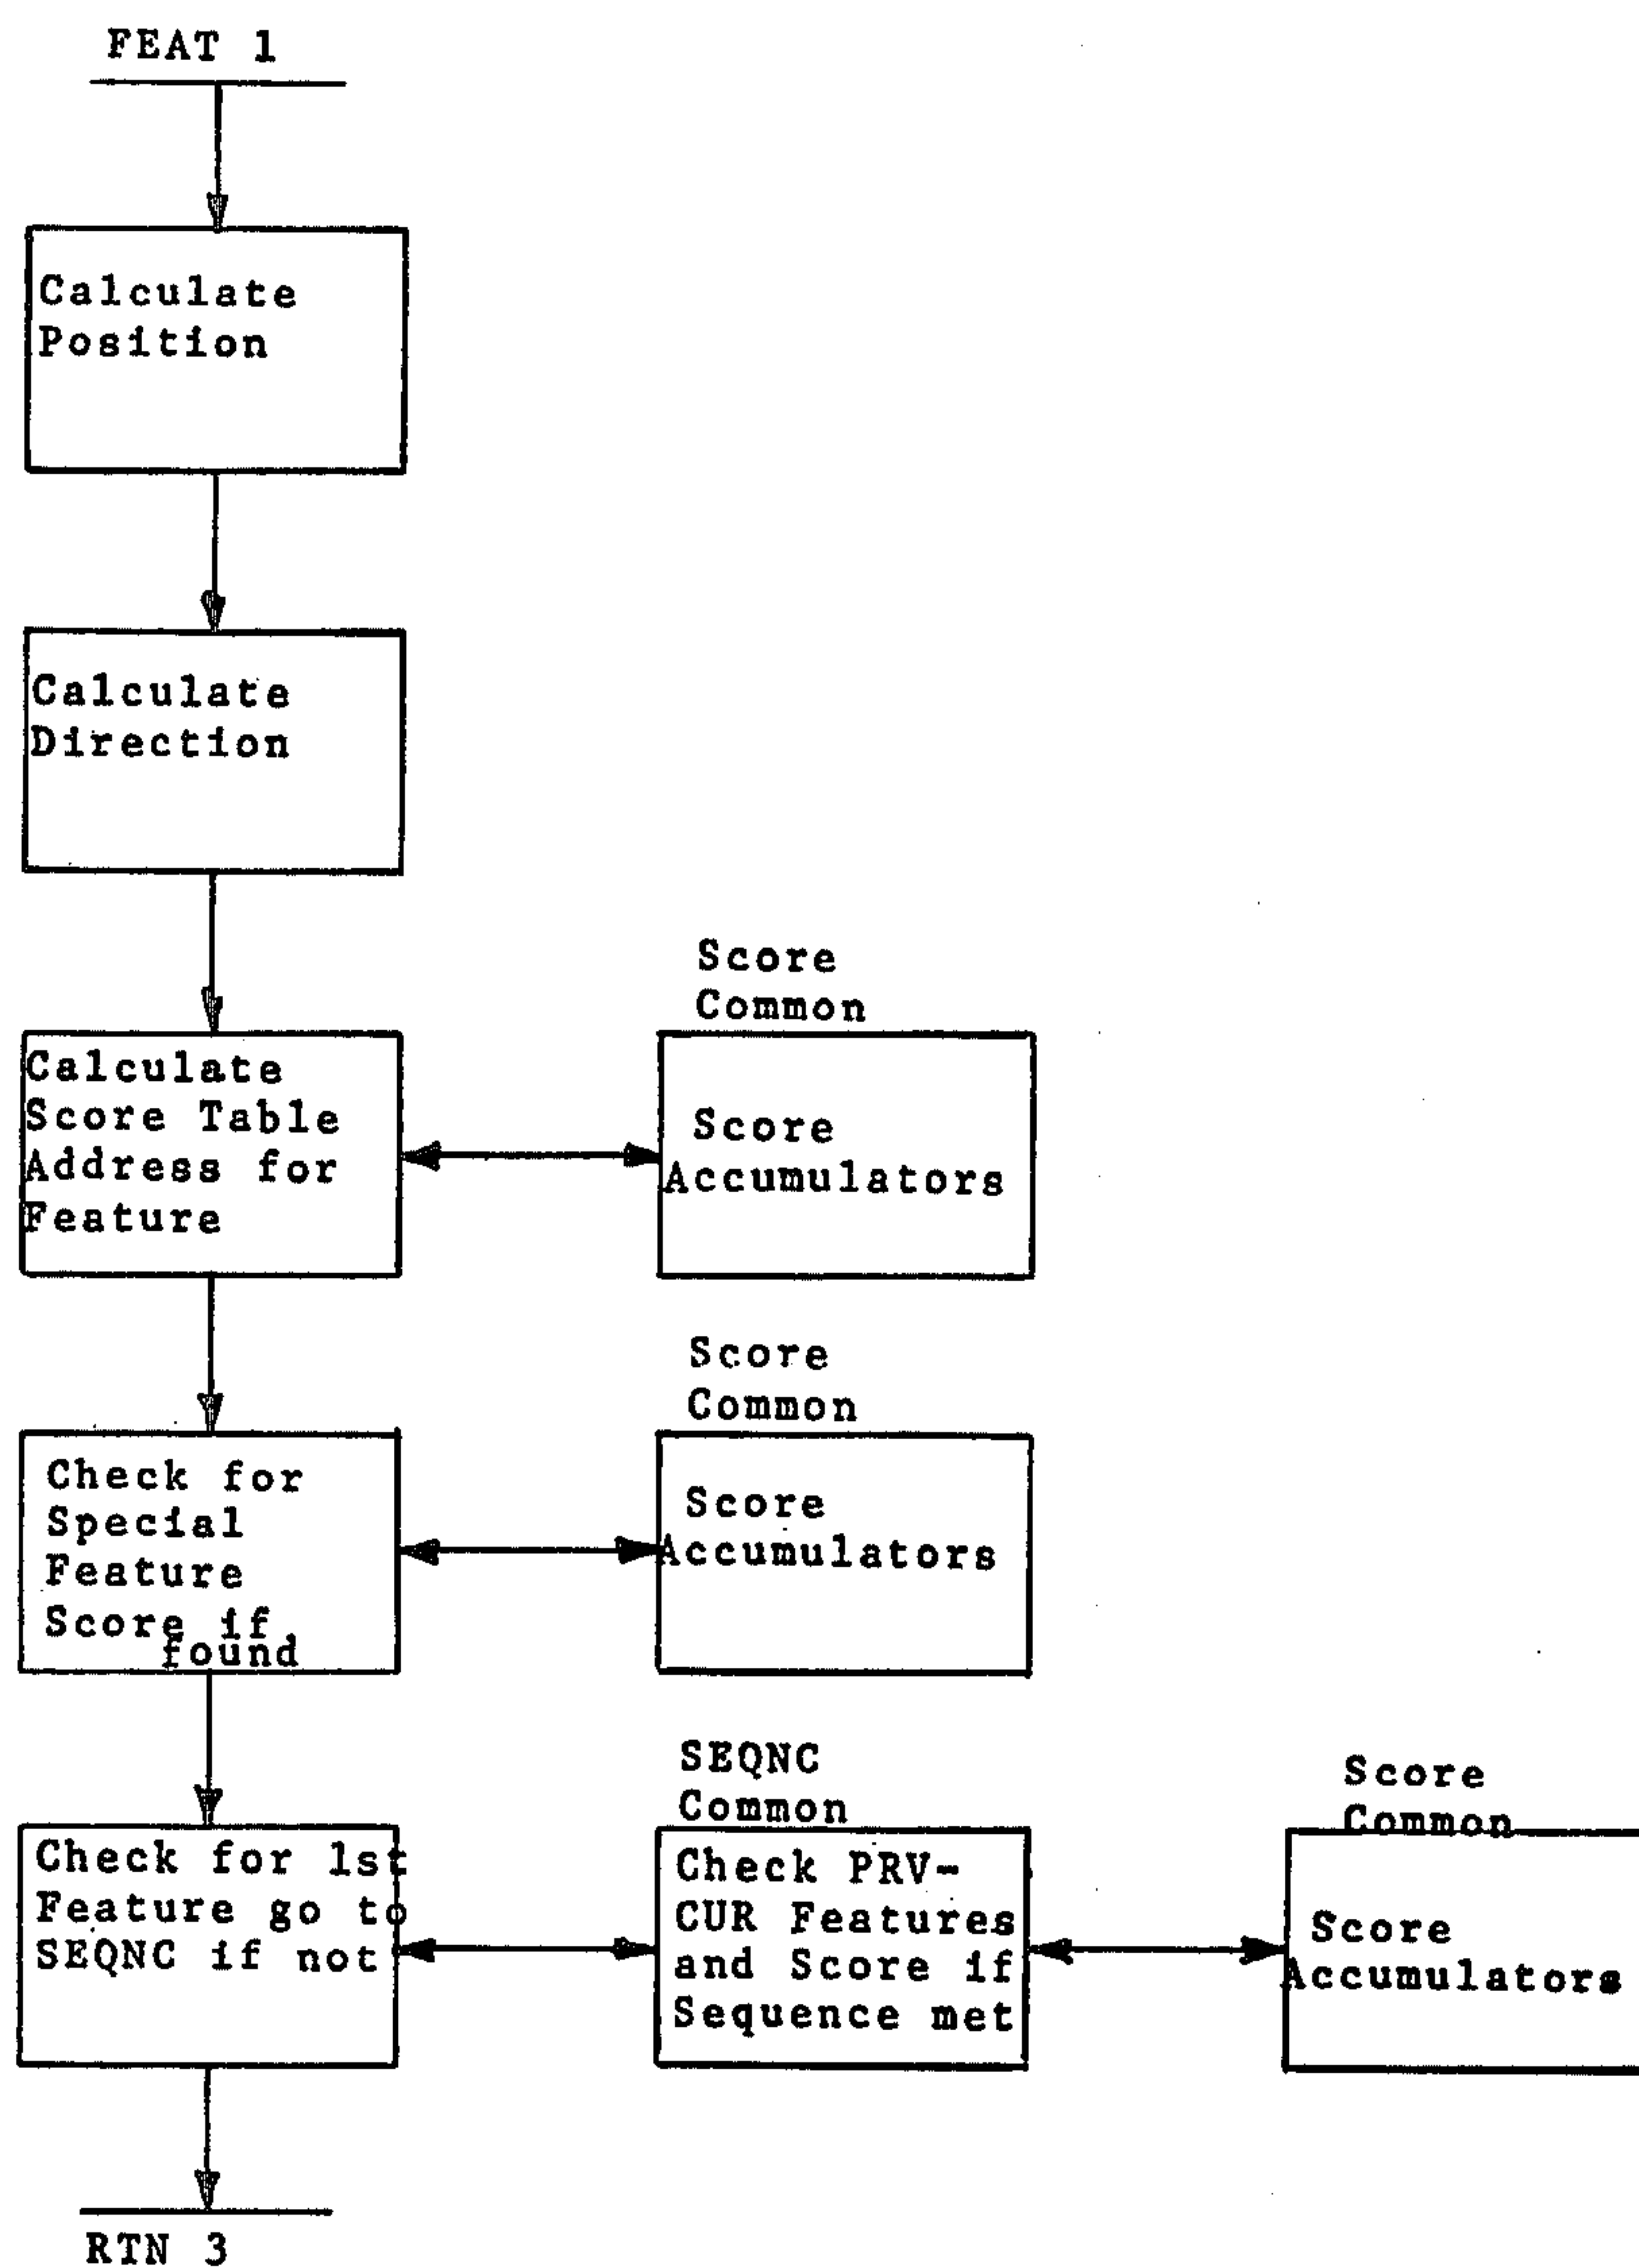 FEAT 1
Calculate
Position
Calculate
Direction
Calculate
Score Table
Address for
Feature
Score
Common
Score
Accumulators
Check for
Special
Feature
Score if
found
Score
Common
Score
Accumulators
Check for 1st
Feature go to
SEQNC if not
SEQNC
Common
Check PRV-
CUR Features
and Score if
Sequence met
Score
Common
Score
Accumulators
RTN 3